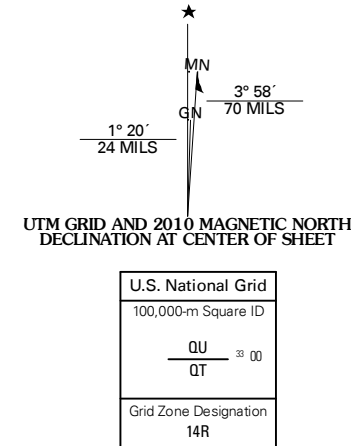 MN
3° 58´
GN
70 MILS
1° 20´
24 MILS
UTM GRID AND 2010 MAGNETIC NORTH
DECLINATION AT CENTER OF SHEET
U.S. National Grid
100,000-m Square ID
QU
33 00
QT
Grid Zone Designation
14R